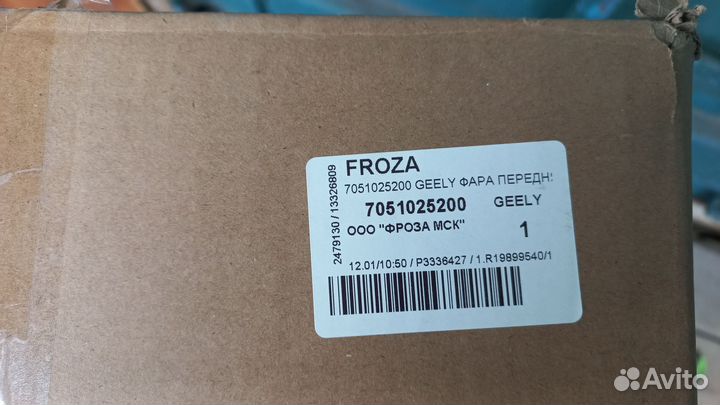 FROZA
7051025200 GEELY ФАРА ПЕРЕДН
7051025200 GEELY
ООО "ФРОЗА МСК" 1
12.01/10:50 / P3336427 / 1.R19899540/1
2479130 / 13326809
Avito